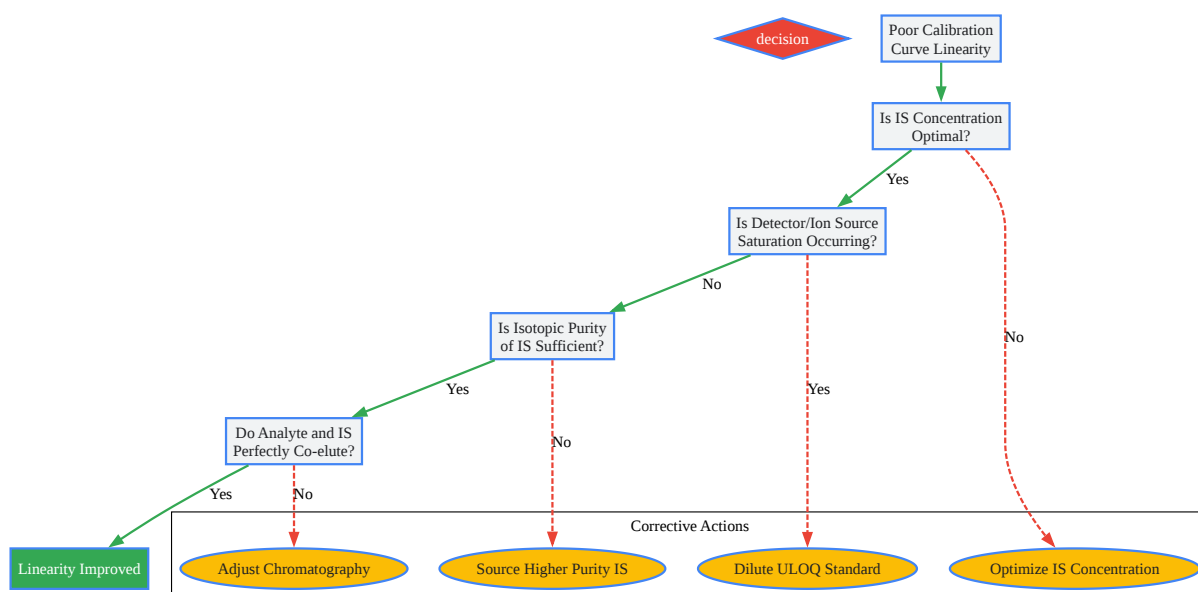 decision
Poor Calibration
Curve Linearity
Is IS Concentration
Optimal?
Yes
Is Detector/Ion Source
Saturation Occurring?
No
Is Isotopic Purity
of IS Sufficient?
No
Yes
Yes
Do Analyte and IS
Perfectly Co-elute?
No
Yes
No
Corrective Actions
Linearity Improved
Adjust Chromatography
Source Higher Purity IS
Dilute ULOQ Standard
Optimize IS Concentration